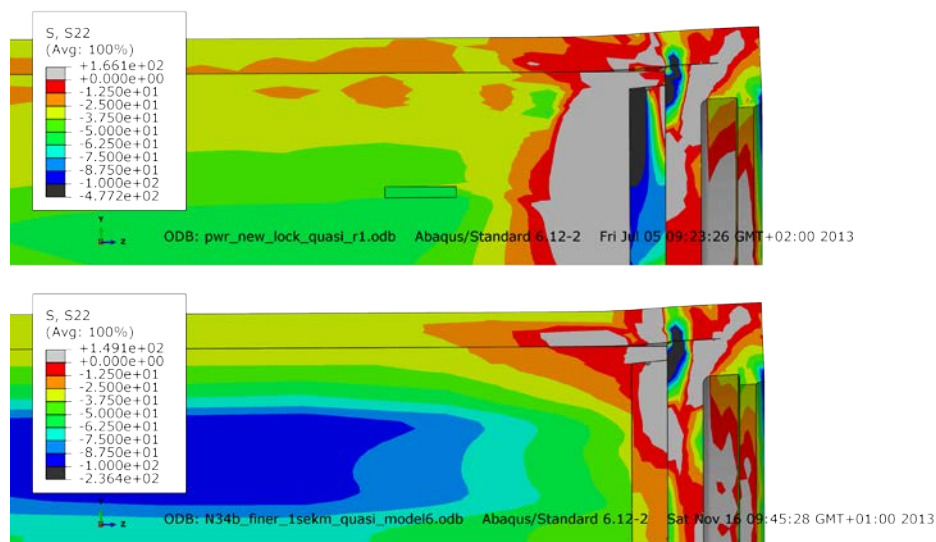 S, S22
(Avg: 100%)
+1.661e+02
+0.000e+00
-1.250e+01
-2.500e+01
-3.750e+01
-5.000e+01
-6.250e+01
-7.500e+01
-8.750e+01
-1.000e+02
-4.772e+02
Y
Z
ODB: pwr_new_lock_quasi_r1.odb Abaqus/Standard 6.12-2 Fri Jul 05 09:23:26 GMT+02:00 2013
S, S22
(Avg: 100%)
+1.491e+02
+0.000e+00
-1.250e+01
-2.500e+01
-3.750e+01
-5.000e+01
-6.250e+01
-7.500e+01
-8.750e+01
-1.000e+02
-2.364e+02
Y
Z
ODB: N34b_finer_1sekm_quasi_model6.odb Abaqus/Standard 6.12-2 Sat Nov 16 09:45:28 GMT+01:00 2013